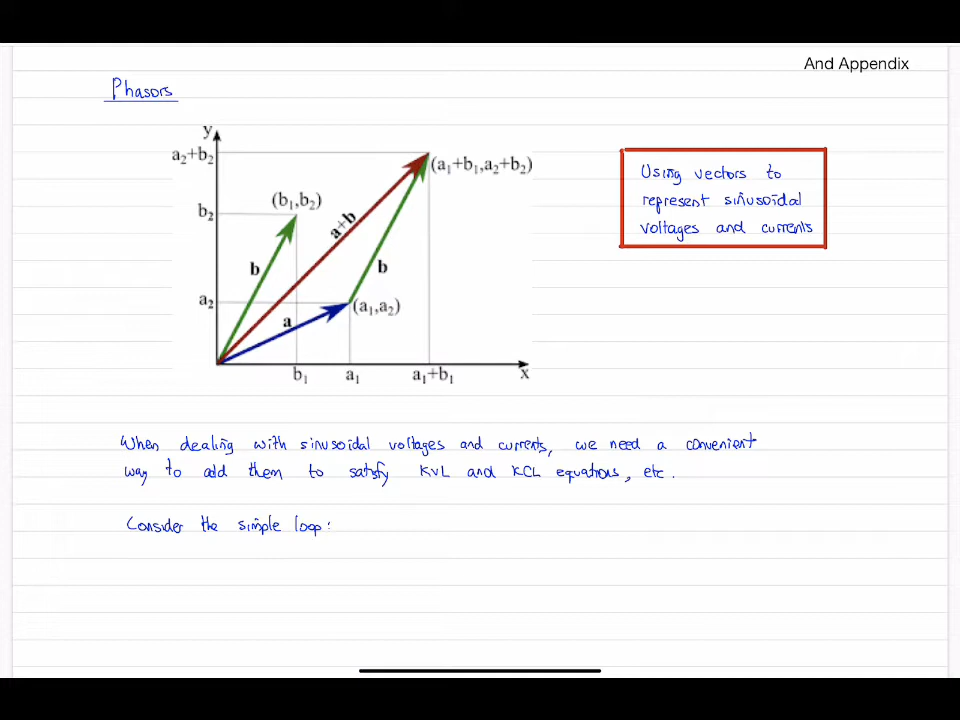 And Appendix
Phasors
y
a₂+b₂
(a₁+b₁,a₂+b₂)
Using vectors to
represent sinusoidal
voltages and currents
b₂
(b₁,b₂)
a+b
b
b
a₂
a
(a₁,a₂)
b₁
a₁
a₁+b₁
x
When dealing with sinusoidal voltages and currents, we need a convenient
way to add them to satisfy KVL and KCL equations, etc.
Consider the simple loop: